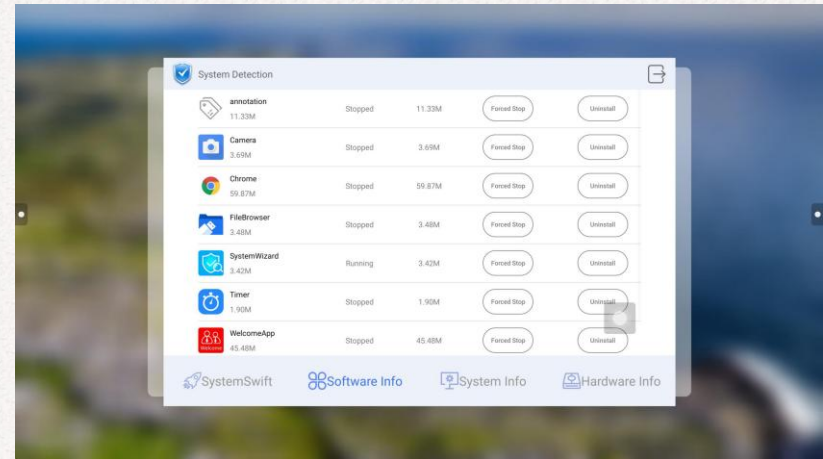 System Detection
annotation
11.33M
Stopped 11.33M Forced Stop Uninstall
Camera
3.69M
Stopped 3.69M Forced Stop Uninstall
Chrome
59.87M
Stopped 59.87M Forced Stop Uninstall
FileBrowser
3.48M
Stopped 3.48M Forced Stop Uninstall
SystemWizard
3.42M
Running 3.42M Forced Stop Uninstall
Timer
1.90M
Stopped 1.90M Forced Stop Uninstall
WelcomeApp
45.48M
Stopped 45.48M Forced Stop Uninstall
SystemSwift Software Info System Info Hardware Info